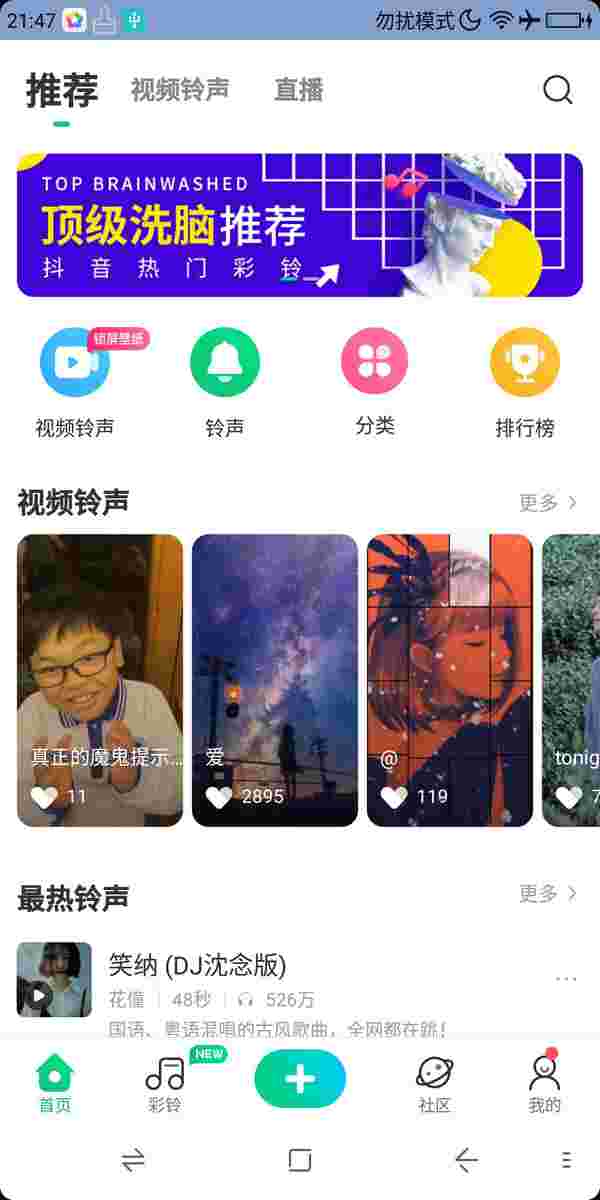 21:47
勿扰模式
推荐
视频铃声
直播
TOP BRAINWASHED
顶级洗脑推荐
抖音热门彩铃
锁屏壁纸
视频铃声
铃声
分类
排行榜
视频铃声
更多
真正的魔鬼提示...
11
爱
2895
@
119
tonig
7
最热铃声
更多
笑纳 (DJ沈念版)
花僮
48秒
526万
国语、粤语混唱的古风歌曲，全网都在跳！
NEW
首页
彩铃
社区
我的